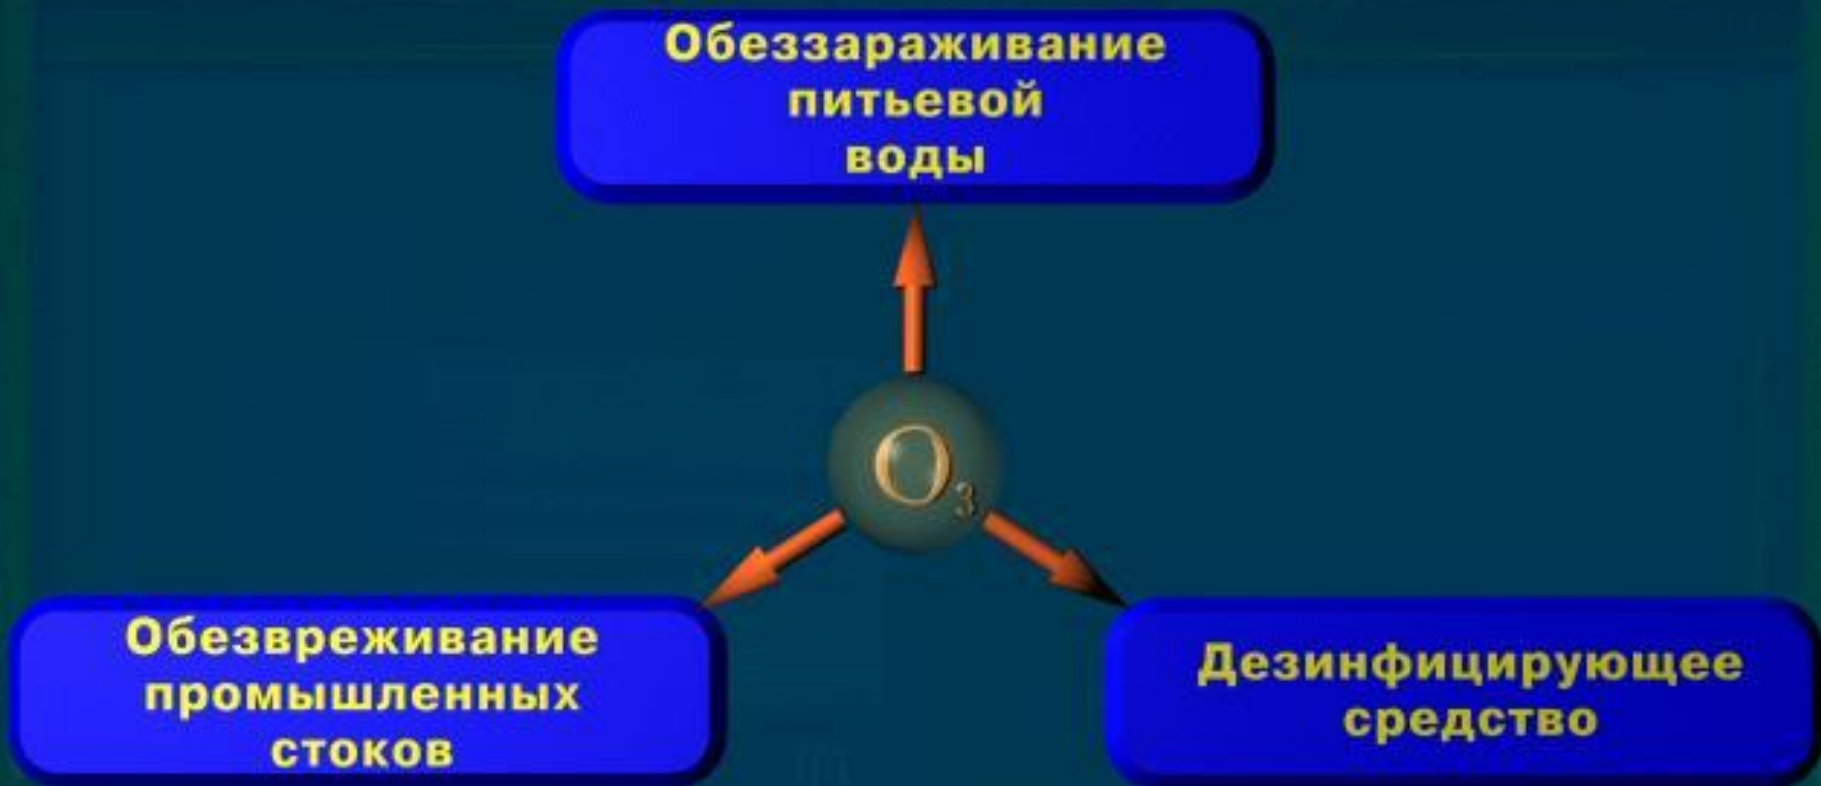 Обеззараживание
питьевой
воды
O₃
Обезвреживание
промышленных
стоков
Дезинфицирующее
средство